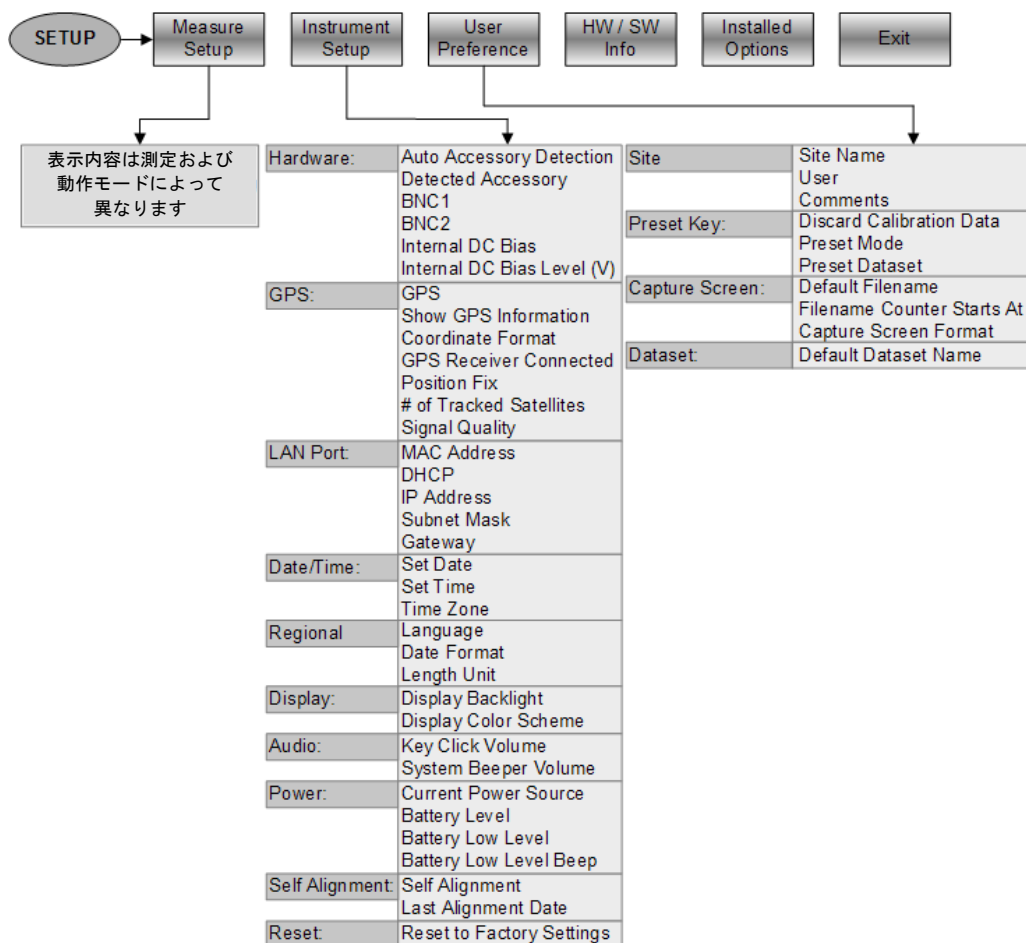 SETUP
Measure
Setup
Instrument
Setup
User
Preference
HW / SW
Info
Installed
Options
Exit
表示内容は測定および
動作モードによって
異なります
Hardware:
Auto Accessory Detection
Detected Accessory
BNC1
BNC2
Internal DC Bias
Internal DC Bias Level (V)
GPS:
GPS
Show GPS Information
Coordinate Format
GPS Receiver Connected
Position Fix
# of Tracked Satellites
Signal Quality
LAN Port:
MAC Address
DHCP
IP Address
Subnet Mask
Gateway
Date/Time:
Set Date
Set Time
Time Zone
Regional
Language
Date Format
Length Unit
Display:
Display Backlight
Display Color Scheme
Audio:
Key Click Volume
System Beeper Volume
Power:
Current Power Source
Battery Level
Battery Low Level
Battery Low Level Beep
Self Alignment:
Self Alignment
Last Alignment Date
Reset:
Reset to Factory Settings
Site
Site Name
User
Comments
Preset Key:
Discard Calibration Data
Preset Mode
Preset Dataset
Capture Screen:
Default Filename
Filename Counter Starts At
Capture Screen Format
Dataset:
Default Dataset Name